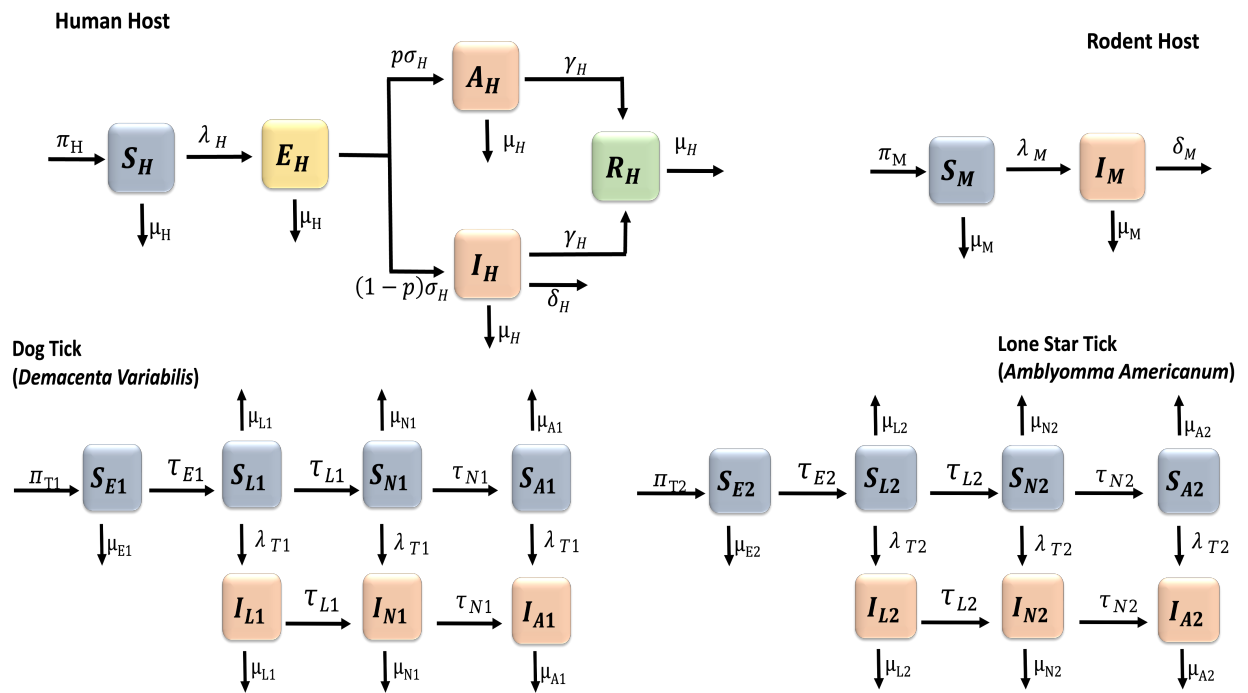 Human Host
Rodent Host
pσ_H
A_H
γ_H
π_H
S_H
λ_H
E_H
μ_H
R_H
μ_H
π_M
S_M
λ_M
I_M
δ_M
μ_H
μ_H
γ_H
μ_M
μ_M
(1 − p)σ_H
I_H
δ_H
μ_H
Dog Tick
(Demacenta Variabilis)
Lone Star Tick
(Amblyomma Americanum)
μ_L1
μ_N1
μ_A1
μ_L2
μ_N2
μ_A2
π_T1
S_E1
τ_E1
S_L1
τ_L1
S_N1
τ_N1
S_A1
π_T2
S_E2
τ_E2
S_L2
τ_L2
S_N2
τ_N2
S_A2
μ_E1
λ_T1
λ_T1
λ_T1
μ_E2
λ_T2
λ_T2
λ_T2
I_L1
τ_L1
I_N1
τ_N1
I_A1
I_L2
τ_L2
I_N2
τ_N2
I_A2
μ_L1
μ_N1
μ_A1
μ_L2
μ_N2
μ_A2